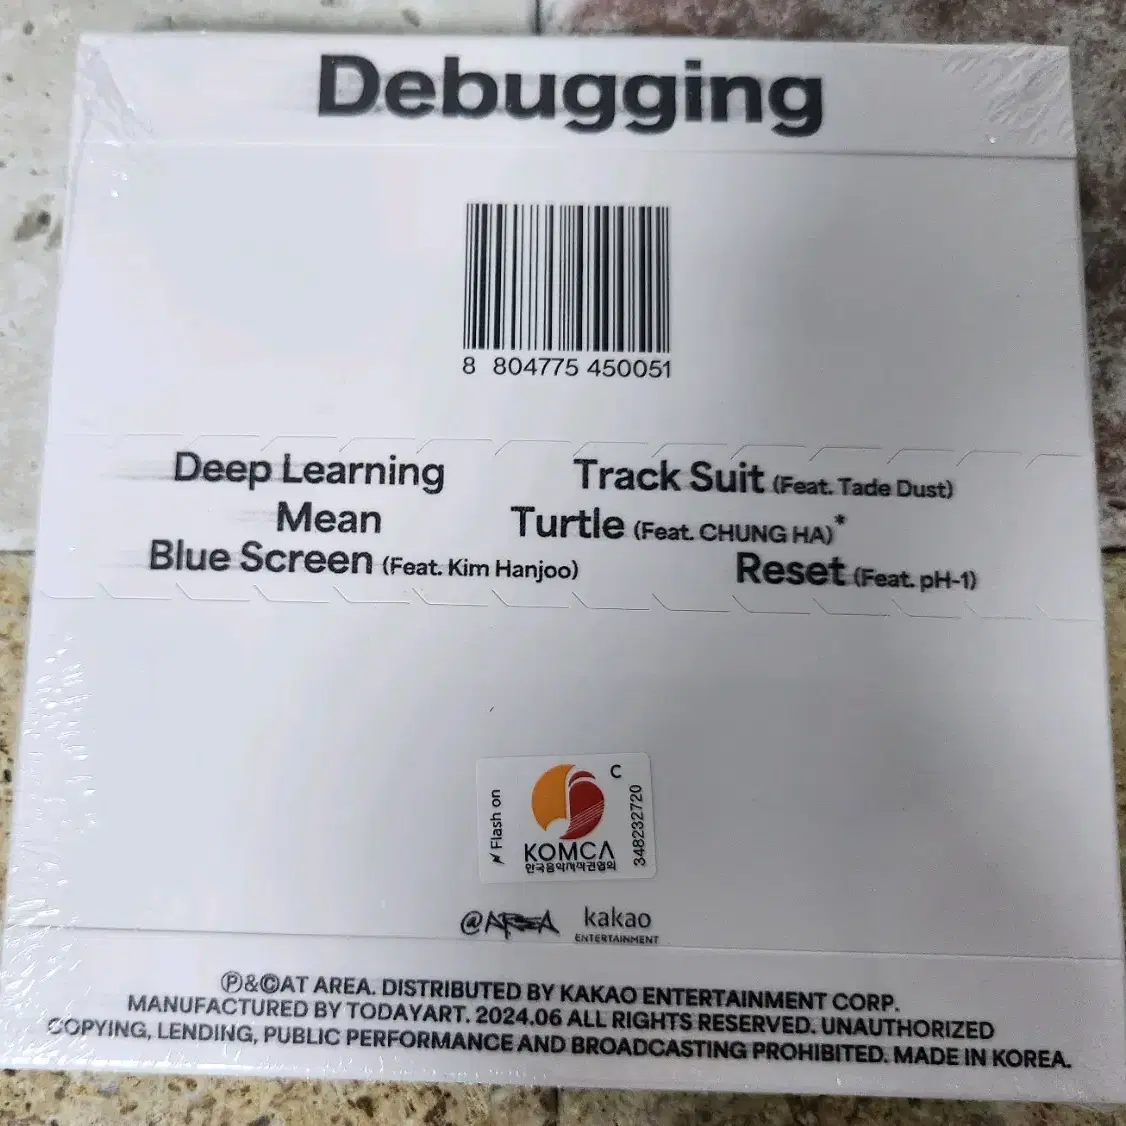 Debugging
8 804775 450051
Deep Learning
Track Suit (Feat. Tade Dust)
Mean
Turtle (Feat. CHUNG HA)*
Blue Screen (Feat. Kim Hanjoo)
Reset (Feat. pH-1)
Flash on
C
348232720
KOMCA
한국음악저작권협회
@AREA
kakao
ENTERTAINMENT
Ⓟ&©AT AREA. DISTRIBUTED BY KAKAO ENTERTAINMENT CORP.
MANUFACTURED BY TODAYART. 2024.06 ALL RIGHTS RESERVED. UNAUTHORIZED
COPYING, LENDING, PUBLIC PERFORMANCE AND BROADCASTING PROHIBITED. MADE IN KOREA.